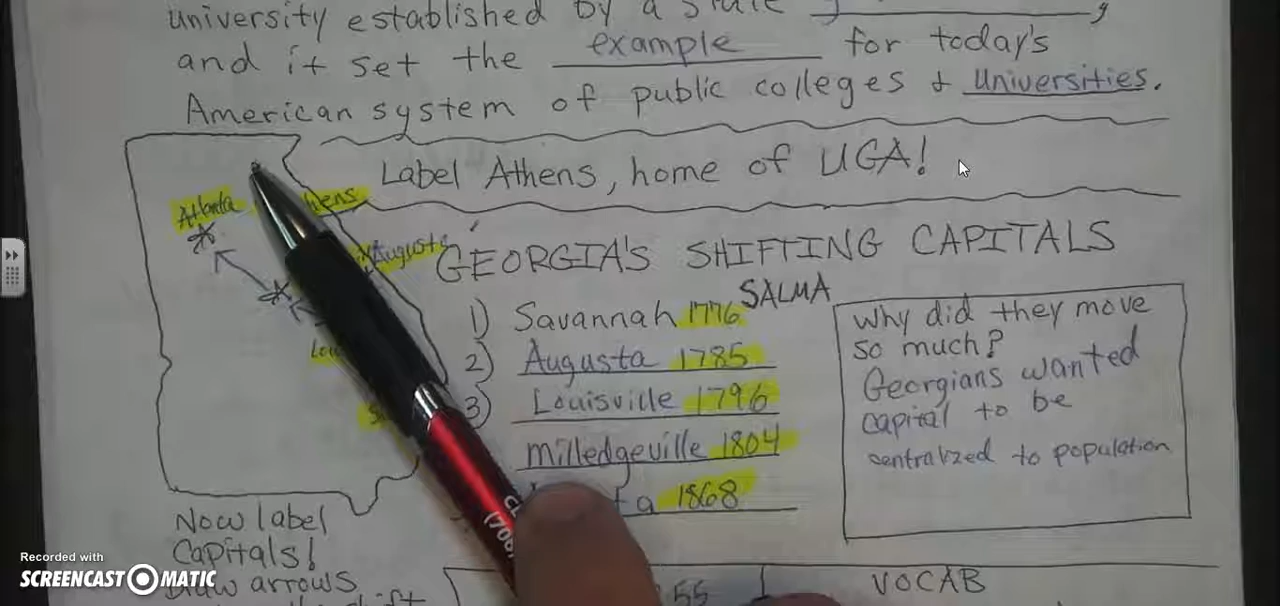 university established by a state
and it set the example for today's
American system of public colleges & Universities.
Label Athens, home of UGA!
Atlanta
Augusta
GEORGIA'S SHIFTING CAPITALS
SALMA
1) Savannah 1776
2) Augusta 1785
3) Louisville 1796
Milledgeville 1804
1868
Why did they move
so much?
Georgians wanted
capital to be
centralized to population
Now label
Capitals!
Draw arrows
55
VOCAB
Recorded with
SCREENCAST-O-MATIC